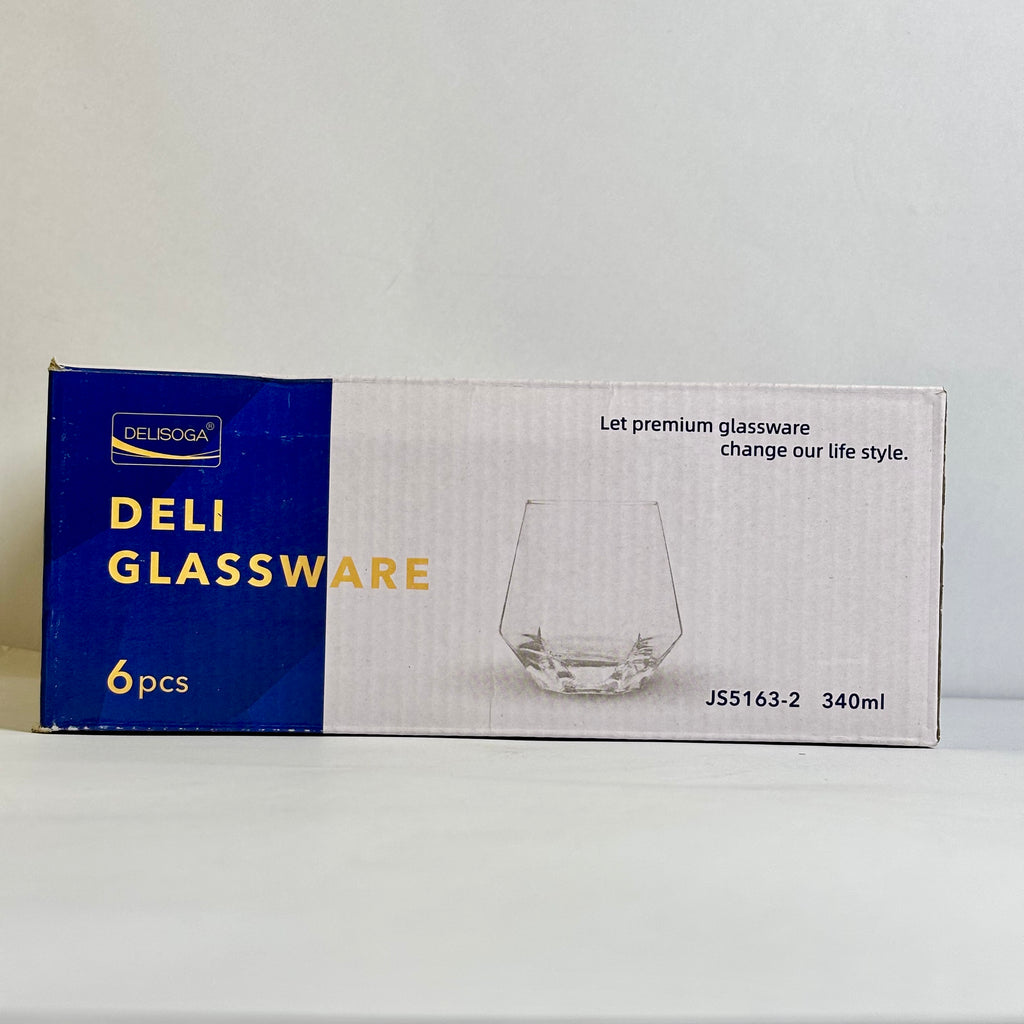 DELISOGA®
DELI
GLASSWARE
6pcs
Let premium glassware
change our life style.
JS5163-2 340ml